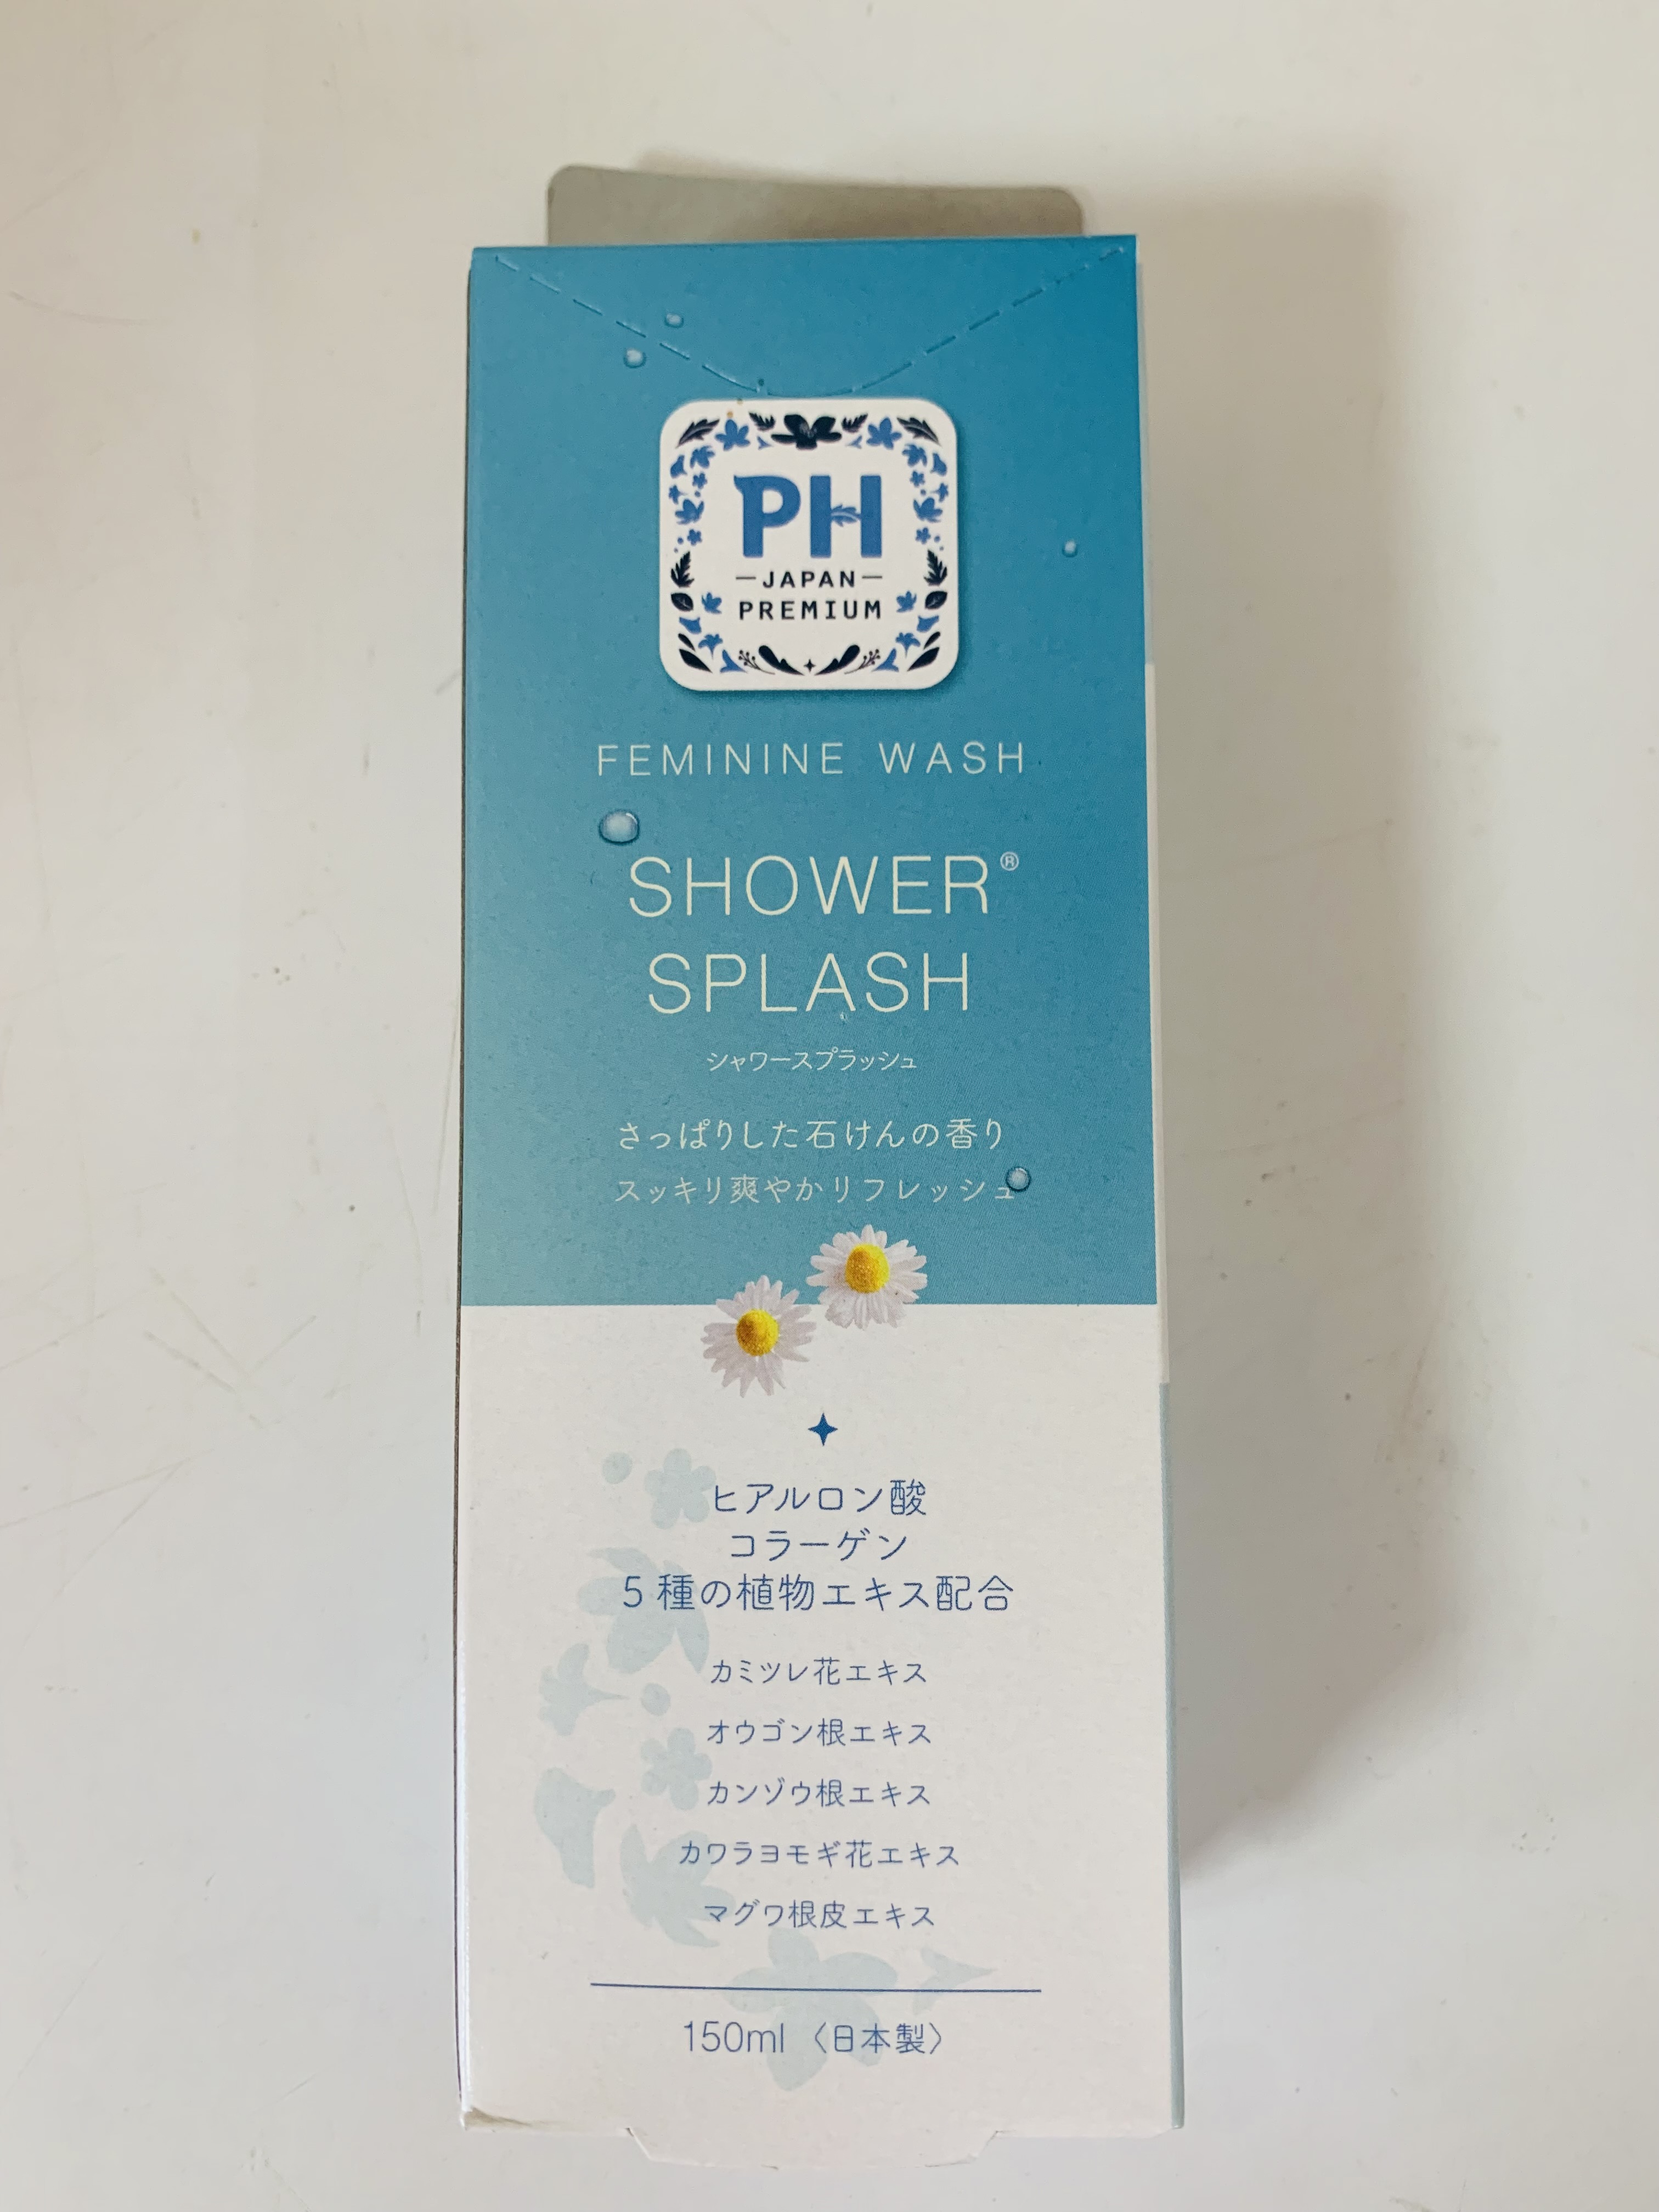 PH
JAPAN
PREMIUM
FEMININE WASH
SHOWER®
SPLASH
シャワースプラッシュ
さっぱりした石けんの香り
スッキリ爽やかリフレッシュ
ヒアルロン酸
コラーゲン
5種の植物エキス配合
カミツレ花エキス
オウゴン根エキス
カンゾウ根エキス
カワラヨモギ花エキス
マグワ根皮エキス
150ml〈日本製〉